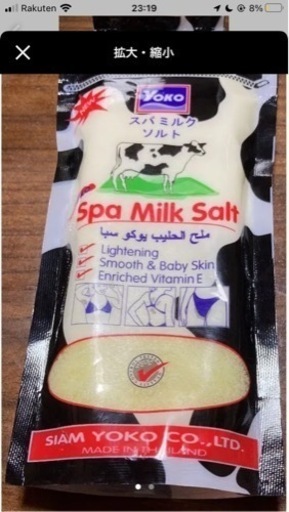 Rakuten 23:19 8%
拡大・縮小
YOKO
スパミルク
ソルト
Spa Milk Salt
ملح الحليب يوكو سبا
Lightening
Smooth & Baby Skin
Enriched Vitamin E
SIAM YOKO CO.,LTD.
MADE IN THAILAND